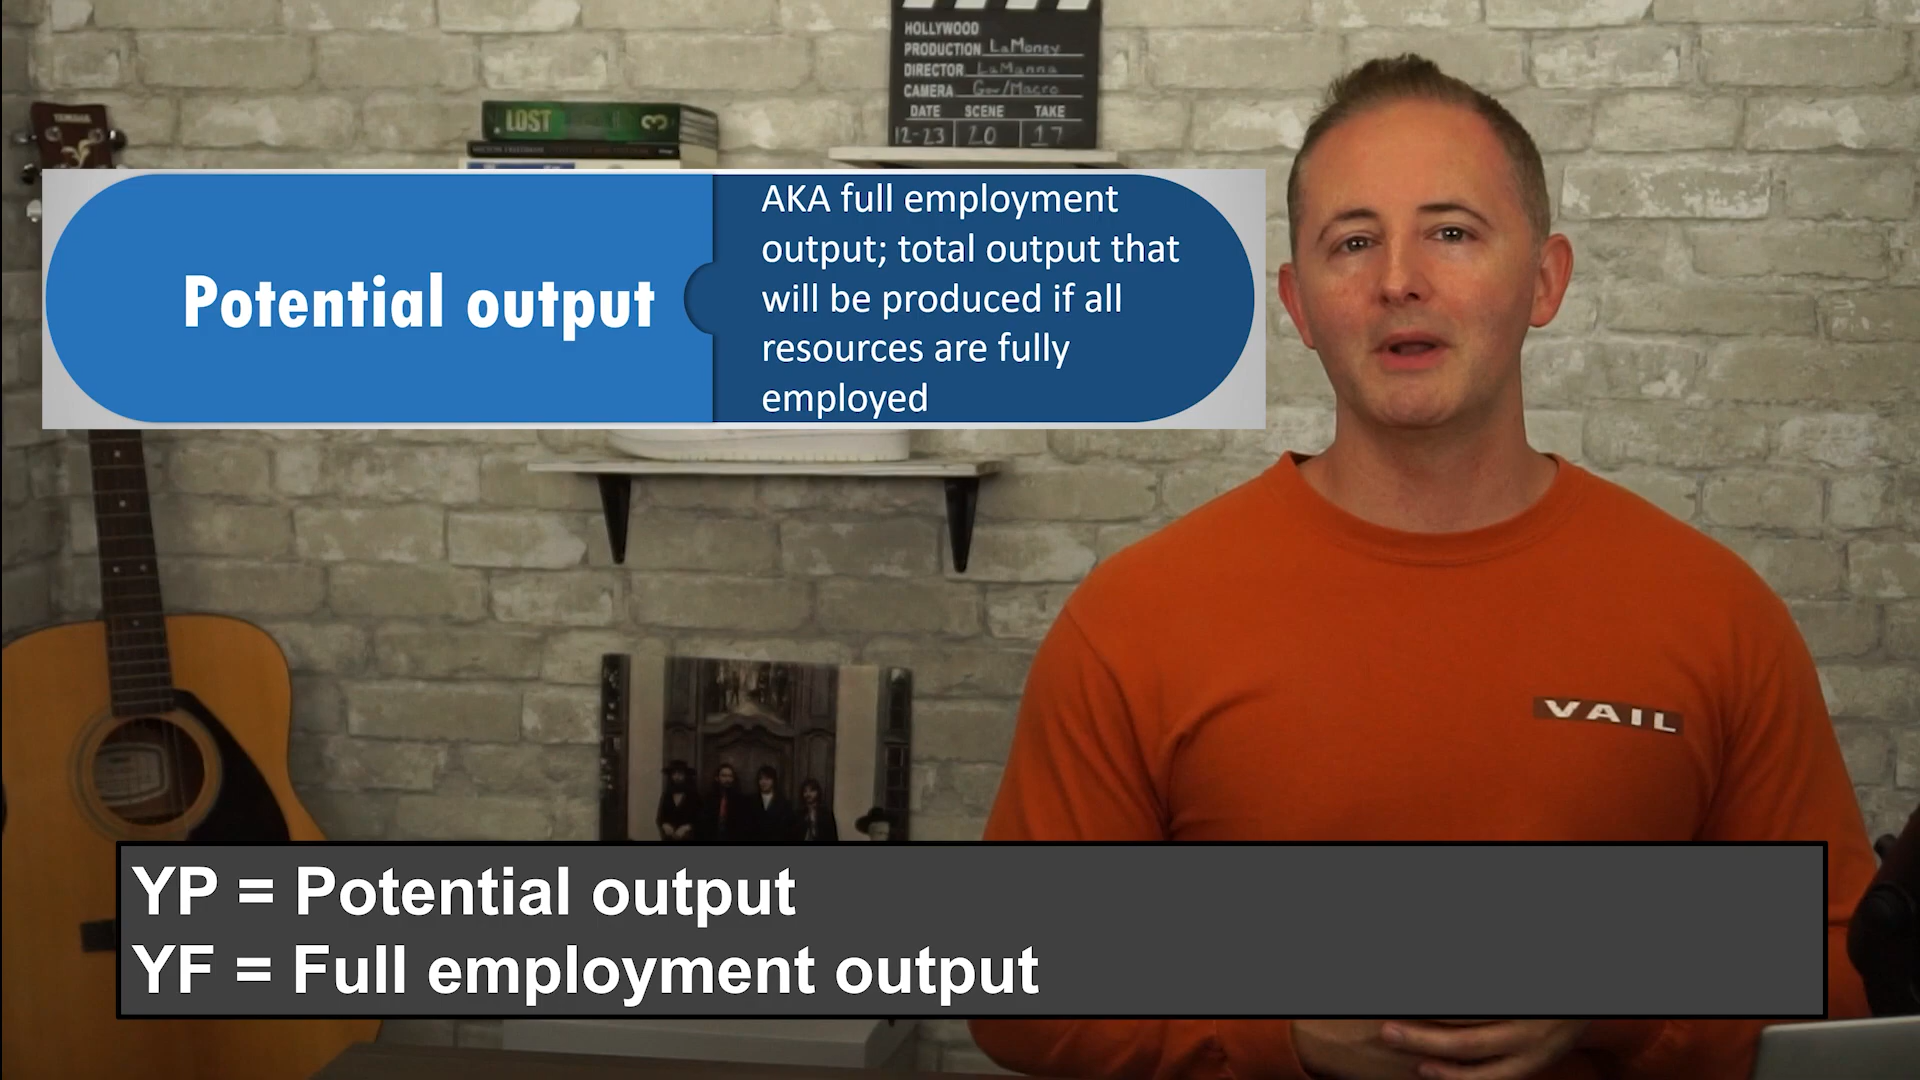 HOLLYWOOD
PRODUCTION LaMoney
DIRECTOR LaManna
CAMERA Gov/Macro
DATE SCENE TAKE
12-23 20 17
YAMAHA
LOST 3
Potential output
AKA full employment
output; total output that
will be produced if all
resources are fully
employed
VAIL
YP = Potential output
YF = Full employment output